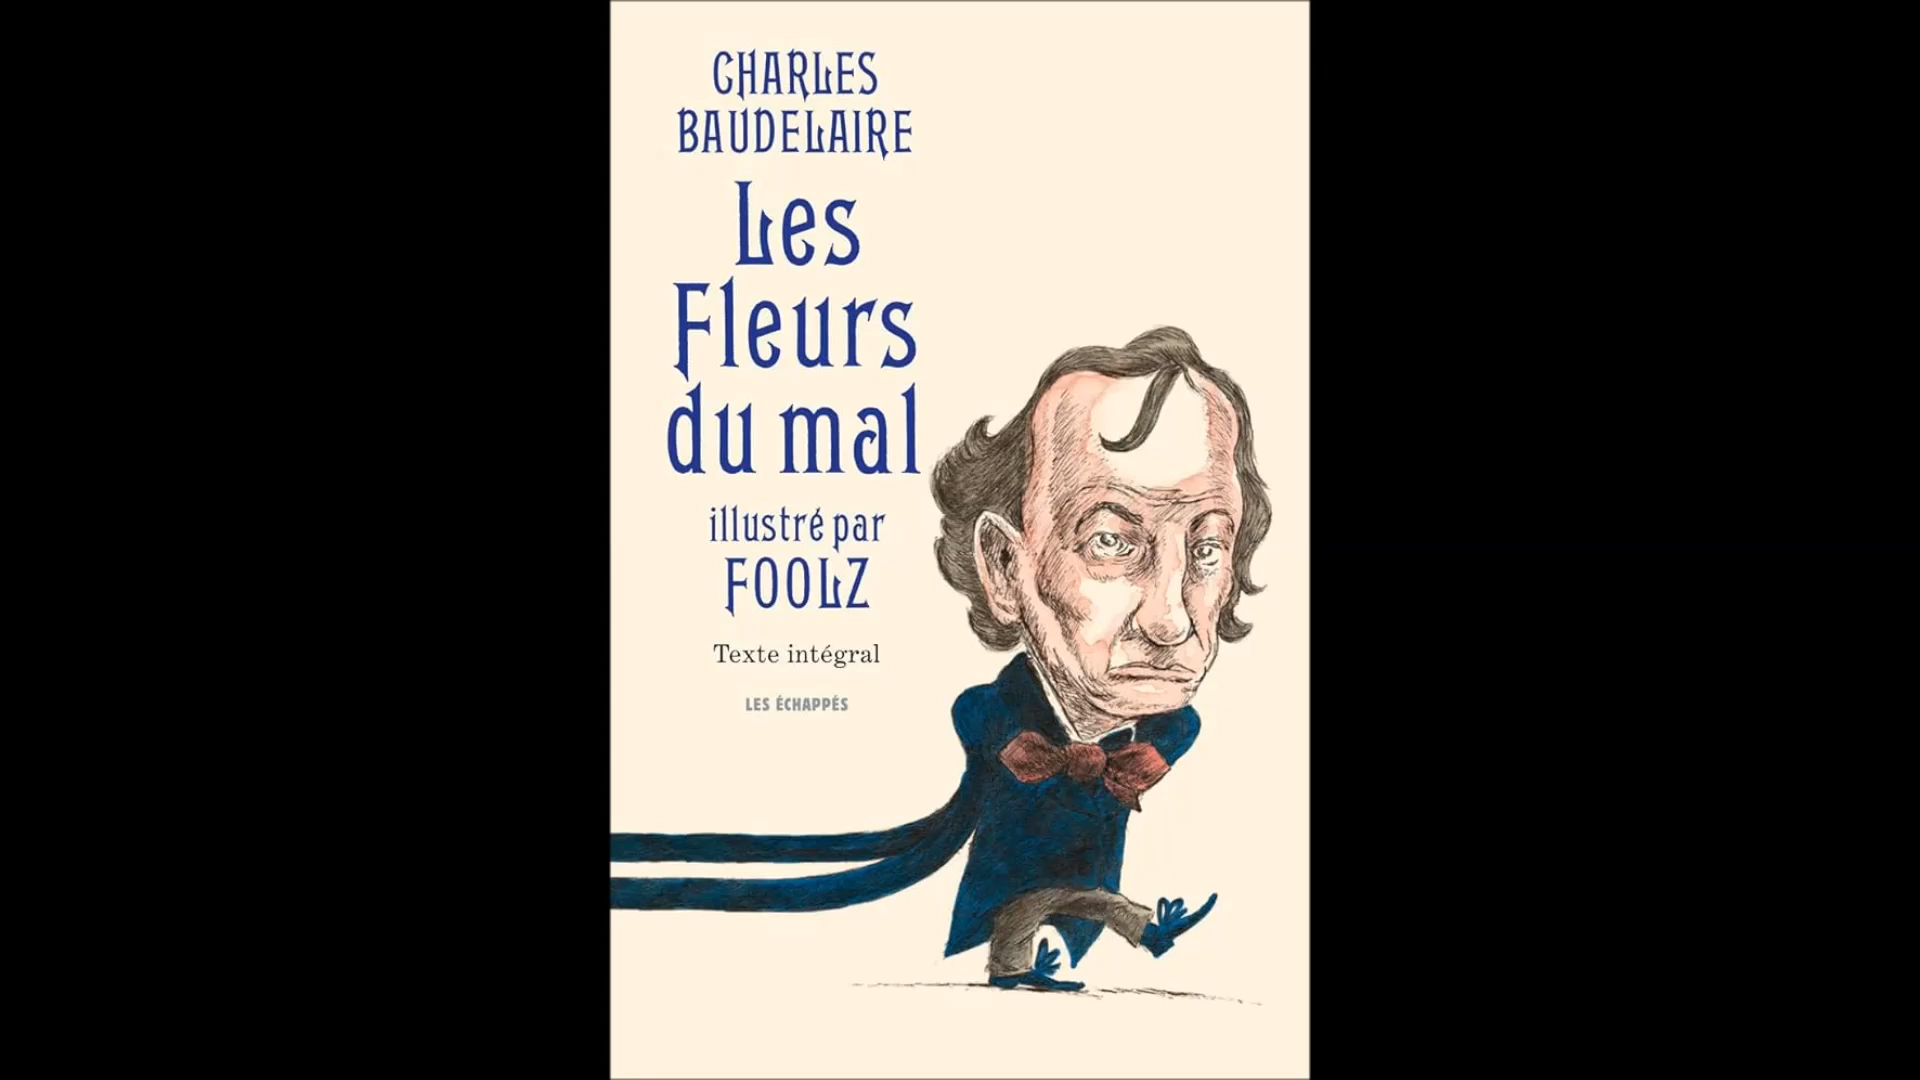 CHARLES
BAUDELAIRE
Les
Fleurs
du mal
illustré par
FOOLZ
Texte intégral
LES ÉCHAPPÉS